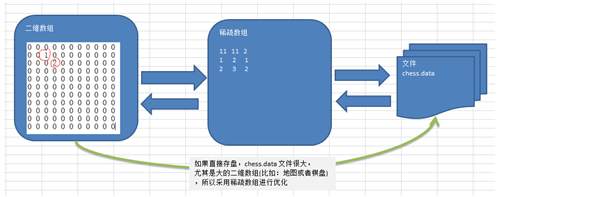 二维数组
0 0 0 0 0 0 0 0 0 0 0
0 0 1 0 0 0 0 0 0 0 0
0 0 0 2 0 0 0 0 0 0 0
0 0 0 0 0 0 0 0 0 0 0
0 0 0 0 0 0 0 0 0 0 0
0 0 0 0 0 0 0 0 0 0 0
0 0 0 0 0 0 0 0 0 0 0
0 0 0 0 0 0 0 0 0 0 0
0 0 0 0 0 0 0 0 0 0 0
0 0 0 0 0 0 0 0 0 0 0
0 0 0 0 0 0 0 0 0 0 0
稀疏数组
11 11 2
1 2 1
2 3 2
文件
chess.data
如果直接存盘，chess.data 文件很大，
尤其是大的二维数组(比如：地图或者棋盘)
，所以采用稀疏数组进行优化